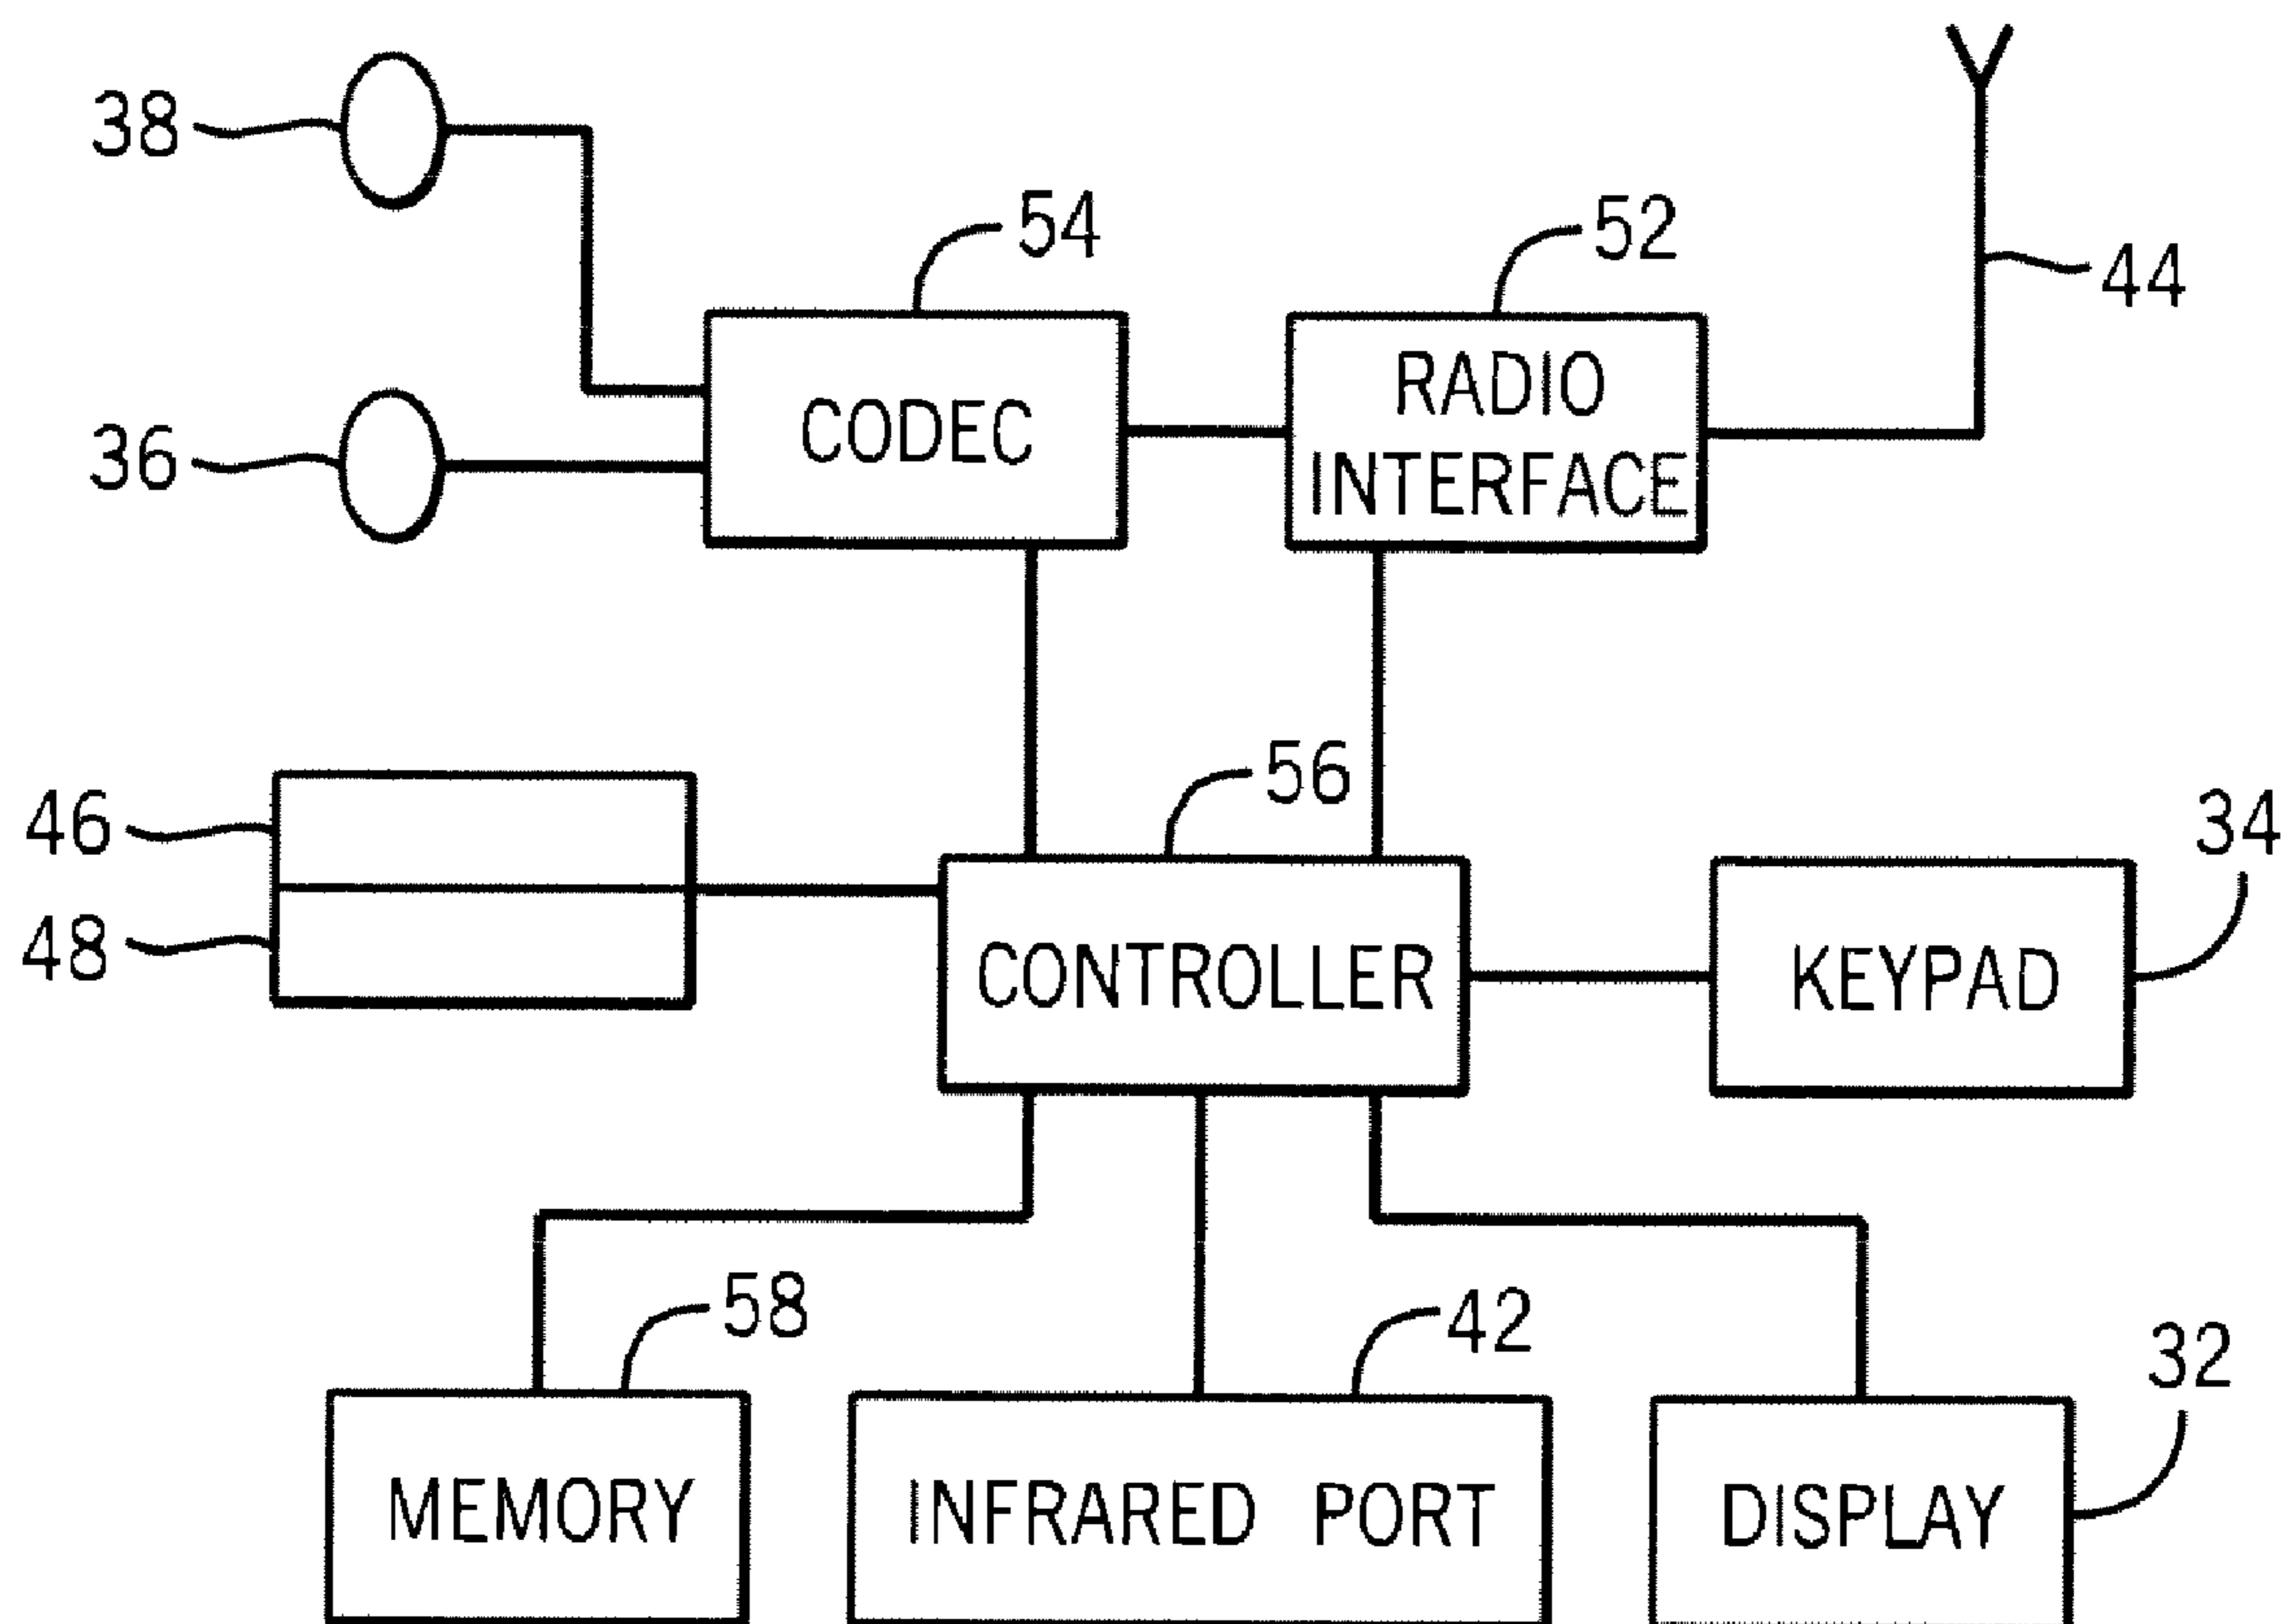 38
54
52
44
36
CODEC
RADIO
INTERFACE
46
48
56
34
CONTROLLER
KEYPAD
58
42
32
MEMORY
INFRARED PORT
DISPLAY